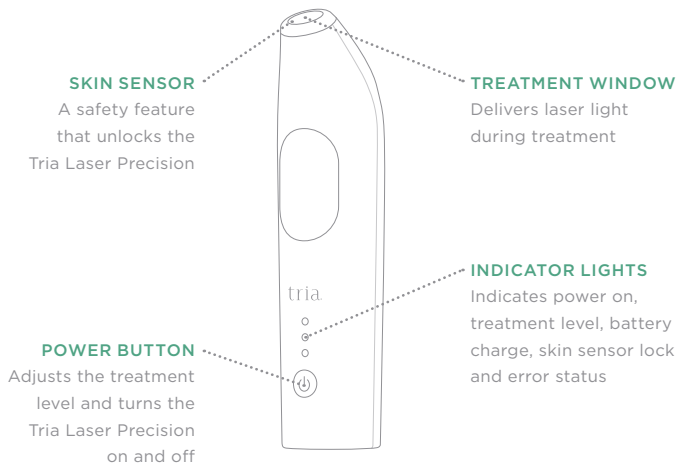 SKIN SENSOR
A safety feature
that unlocks the
Tria Laser Precision
TREATMENT WINDOW
Delivers laser light
during treatment
tria
INDICATOR LIGHTS
Indicates power on,
treatment level, battery
charge, skin sensor lock
and error status
POWER BUTTON
Adjusts the treatment
level and turns the
Tria Laser Precision
on and off